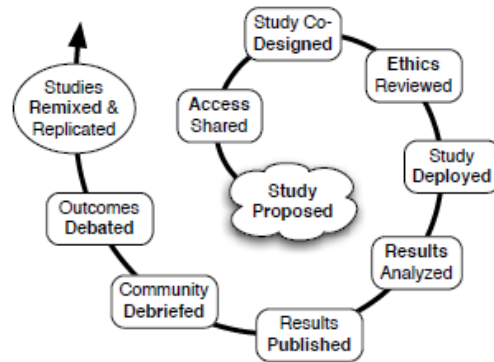 Study
Proposed
Access
Shared
Study Co-
Designed
Ethics
Reviewed
Study
Deployed
Results
Analyzed
Results
Published
Community
Debriefed
Outcomes
Debated
Studies
Remixed &
Replicated